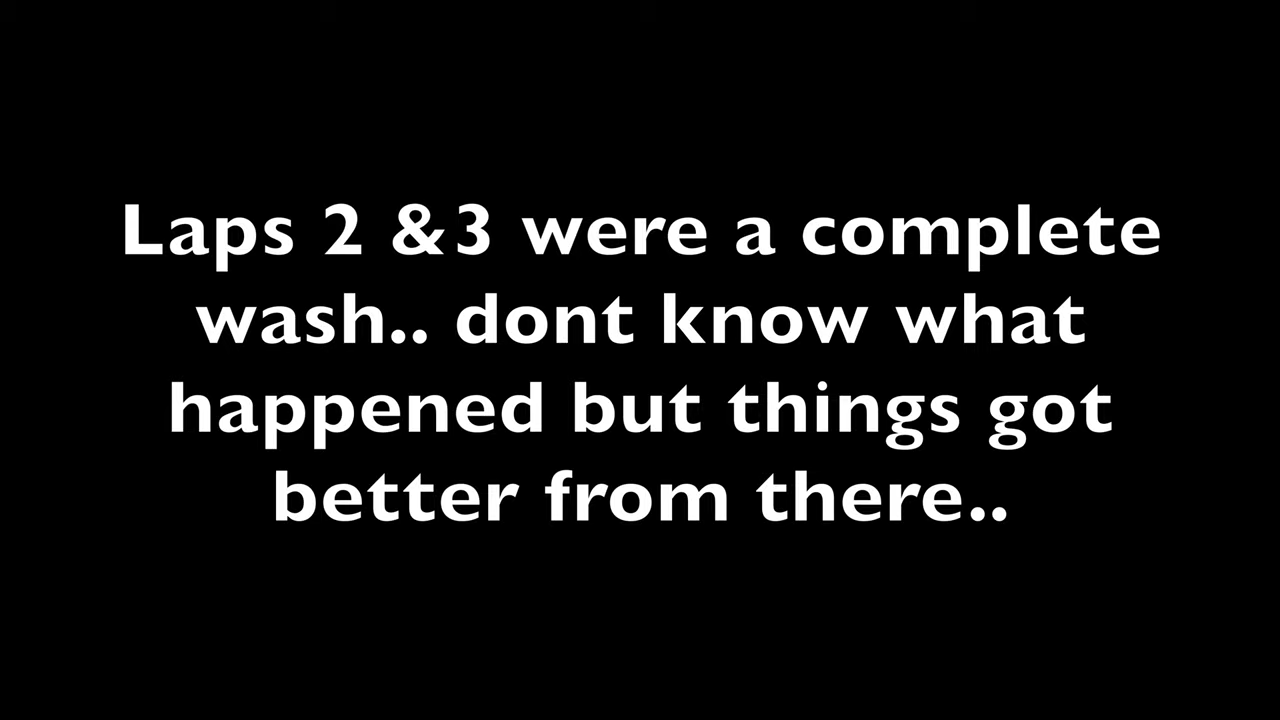 Laps 2 &3 were a complete
wash.. dont know what
happened but things got
better from there..